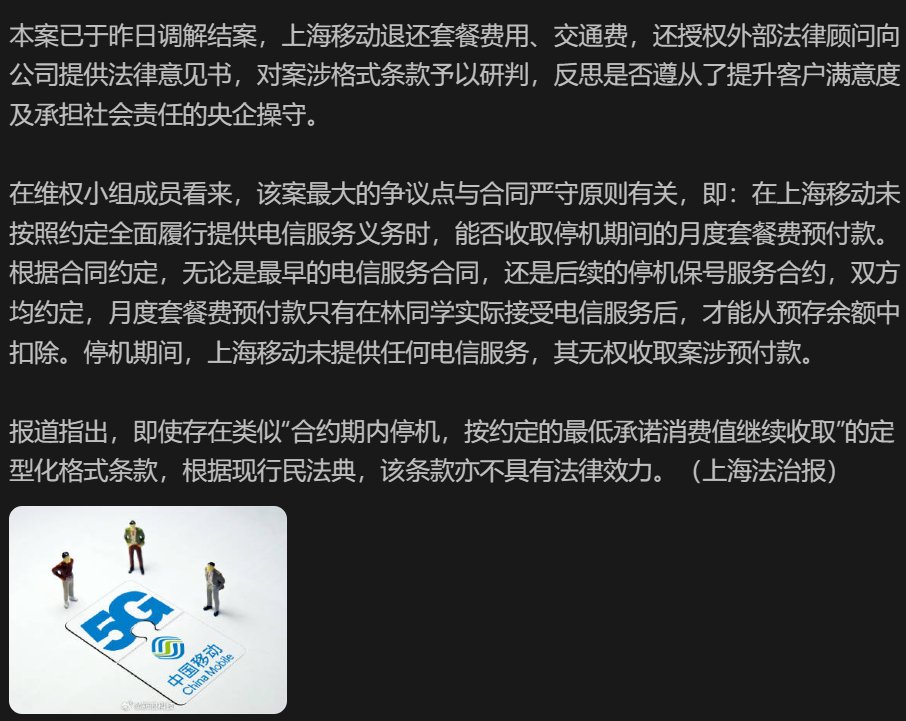 本案已于昨日调解结案，上海移动退还套餐费用、交通费，还授权外部法律顾问向
公司提供法律意见书，对案涉格式条款予以研判，反思是否遵从了提升客户满意度
及承担社会责任的央企操守。
在维权小组成员看来，该案最大的争议点与合同严守原则有关，即：在上海移动未
按照约定全面履行提供电信服务义务时，能否收取停机期间的月度套餐费预付款。
根据合同约定，无论是最早的电信服务合同，还是后续的停机保号服务合约，双方
均约定，月度套餐费预付款只有在林同学实际接受电信服务后，才能从预存余额中
扣除。停机期间，上海移动未提供任何电信服务，其无权收取案涉预付款。
报道指出，即使存在类似“合约期内停机，按约定的最低承诺消费值继续收取”的定
型化格式条款，根据现行民法典，该条款亦不具有法律效力。（上海法治报）
5G
中国移动
China Mobile